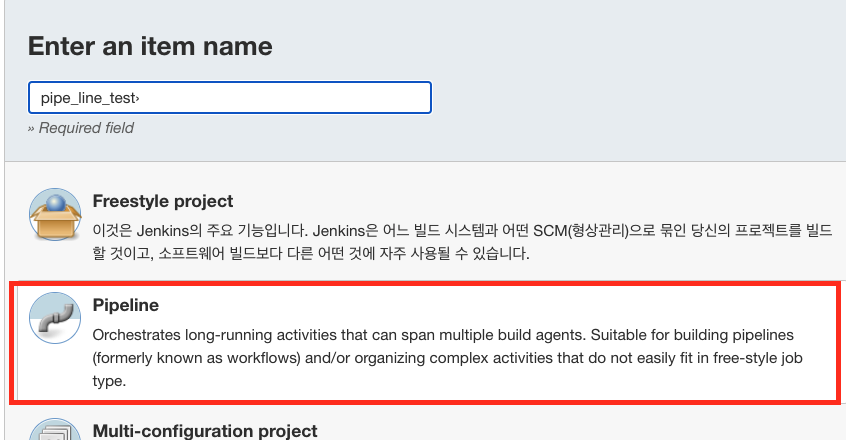 Enter an item name
pipe_line_test›
» Required field
Freestyle project
이것은 Jenkins의 주요 기능입니다. Jenkins은 어느 빌드 시스템과 어떤 SCM(형상관리)으로 묶인 당신의 프로젝트를 빌드
할 것이고, 소프트웨어 빌드보다 다른 어떤 것에 자주 사용될 수 있습니다.
Pipeline
Orchestrates long-running activities that can span multiple build agents. Suitable for building pipelines
(formerly known as workflows) and/or organizing complex activities that do not easily fit in free-style job
type.
Multi-configuration project